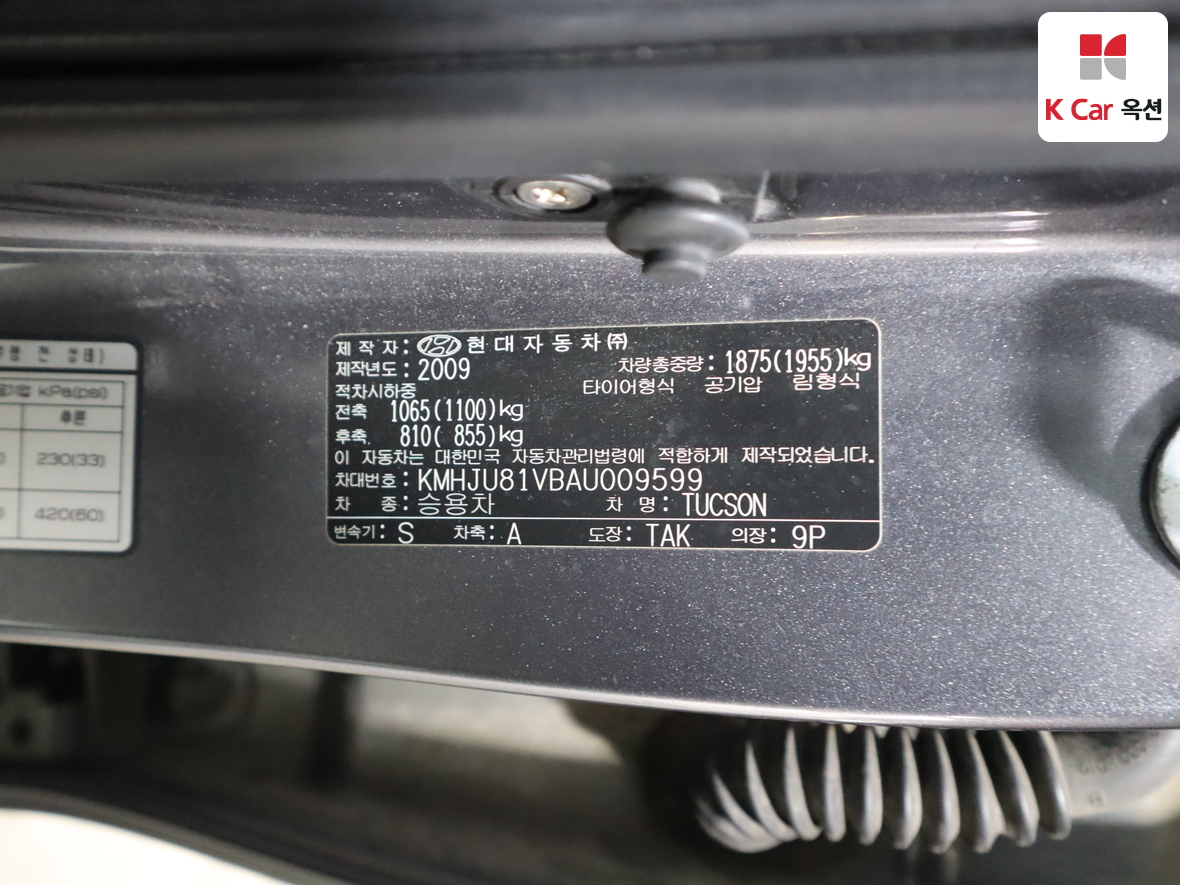 K Car 옥션
제 작 자 : 현 대 자 동 차 ㈜
제작년도 : 2009 차량총중량 : 1875(1955)kg
적차시하중 타이어형식 공기압 림형식
전축 1065(1100)kg
후축 810( 855)kg
이 자동차는 대한민국 자동차관리법령에 적합하게 제작되었습니다.
차대번호 : KMHJU81VBAU009599
차 종 : 승용차 차 명 : TUCSON
변속기 : S 차축 : A 도장 : TAK 의장 : 9P
전 상태)
kPa(psi)
후륜
230(33)
420(60)